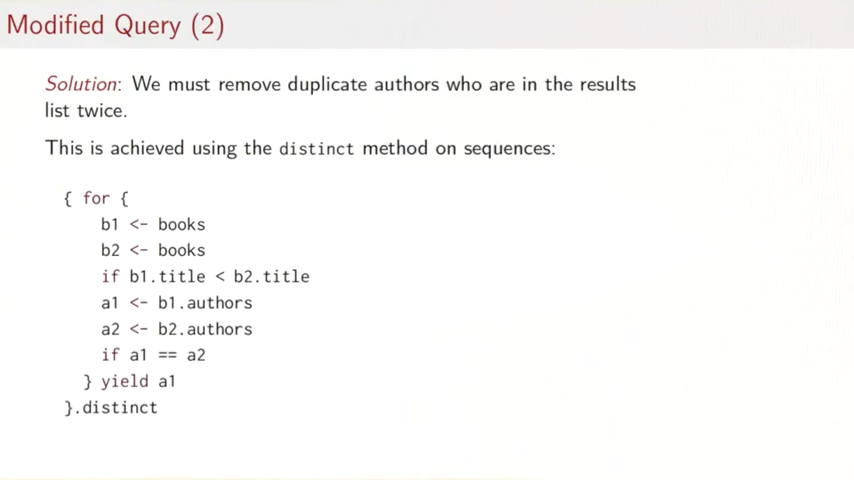 Modified Query (2)
Solution: We must remove duplicate authors who are in the results
list twice.
This is achieved using the distinct method on sequences:
{ for {
b1 <- books
b2 <- books
if b1.title < b2.title
a1 <- b1.authors
a2 <- b2.authors
if a1 == a2
} yield a1
}.distinct